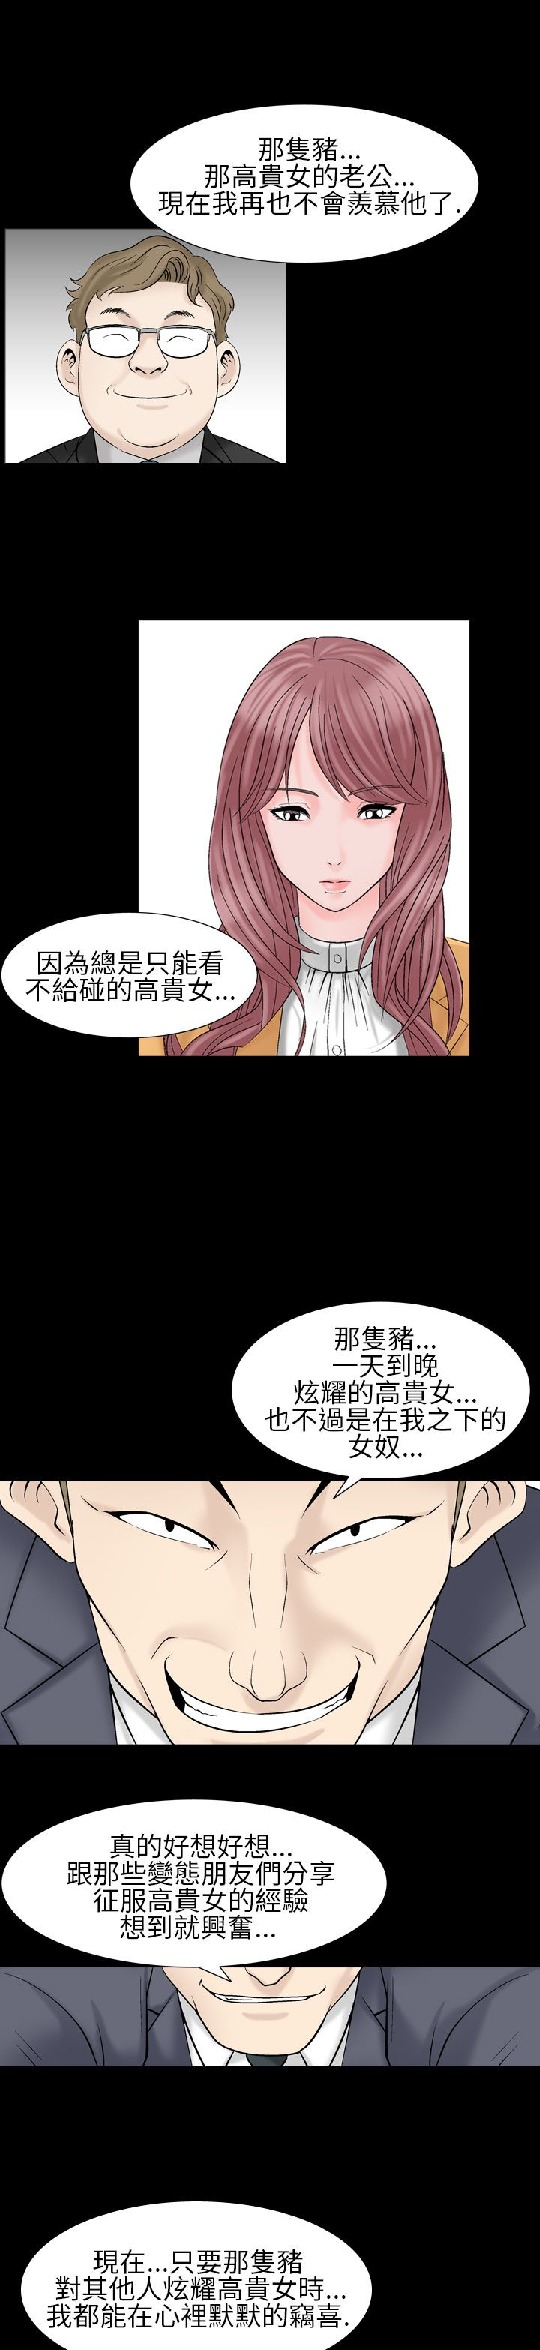 那隻豬...
那高貴女的老公...
現在我再也不會羨慕他了.
因為總是只能看
不給碰的高貴女...
那隻豬...
一天到晚
炫耀的高貴女...
也不過是在我之下的
女奴...
真的好想好想...
跟那些變態朋友們分享
征服高貴女的經驗
想到就興奮...
現在...只要那隻豬
對其他人炫耀高貴女時...
我都能在心裡默默的竊喜.